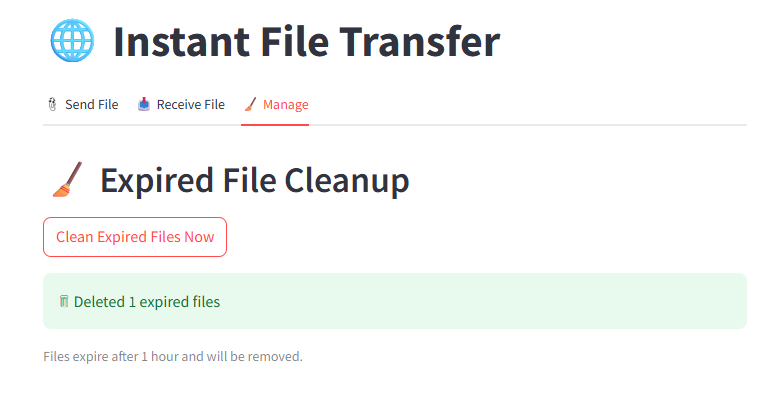 Instant File Transfer
Send File Receive File Manage
Expired File Cleanup
Clean Expired Files Now
Deleted 1 expired files
Files expire after 1 hour and will be removed.